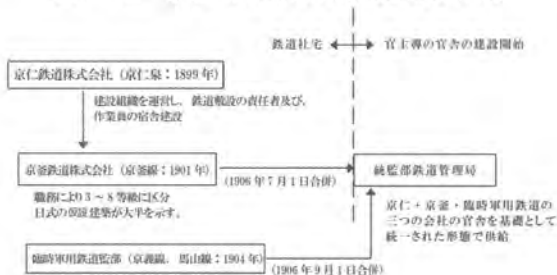 鉄道社宅
官主導の官舎の建設開始
京仁鉄道株式会社 (京仁泉：1899年)
建設組織を運営し、鉄道敷設の責任者及び、
作業員の宿舎建設
京釜鉄道株式会社 (京釜線：1901年)
(1906年7月1日合併)
統監部鉄道管理局
職務により3～8等級に区分
日式の建築が大半を示す。
京仁・京釜・臨時軍用鉄道の
三つの会社の官舎を基礎として
統一された形態で供給
臨時軍用鉄道監部 (京義線、馬山線：1904年)
(1906年9月1日合併)